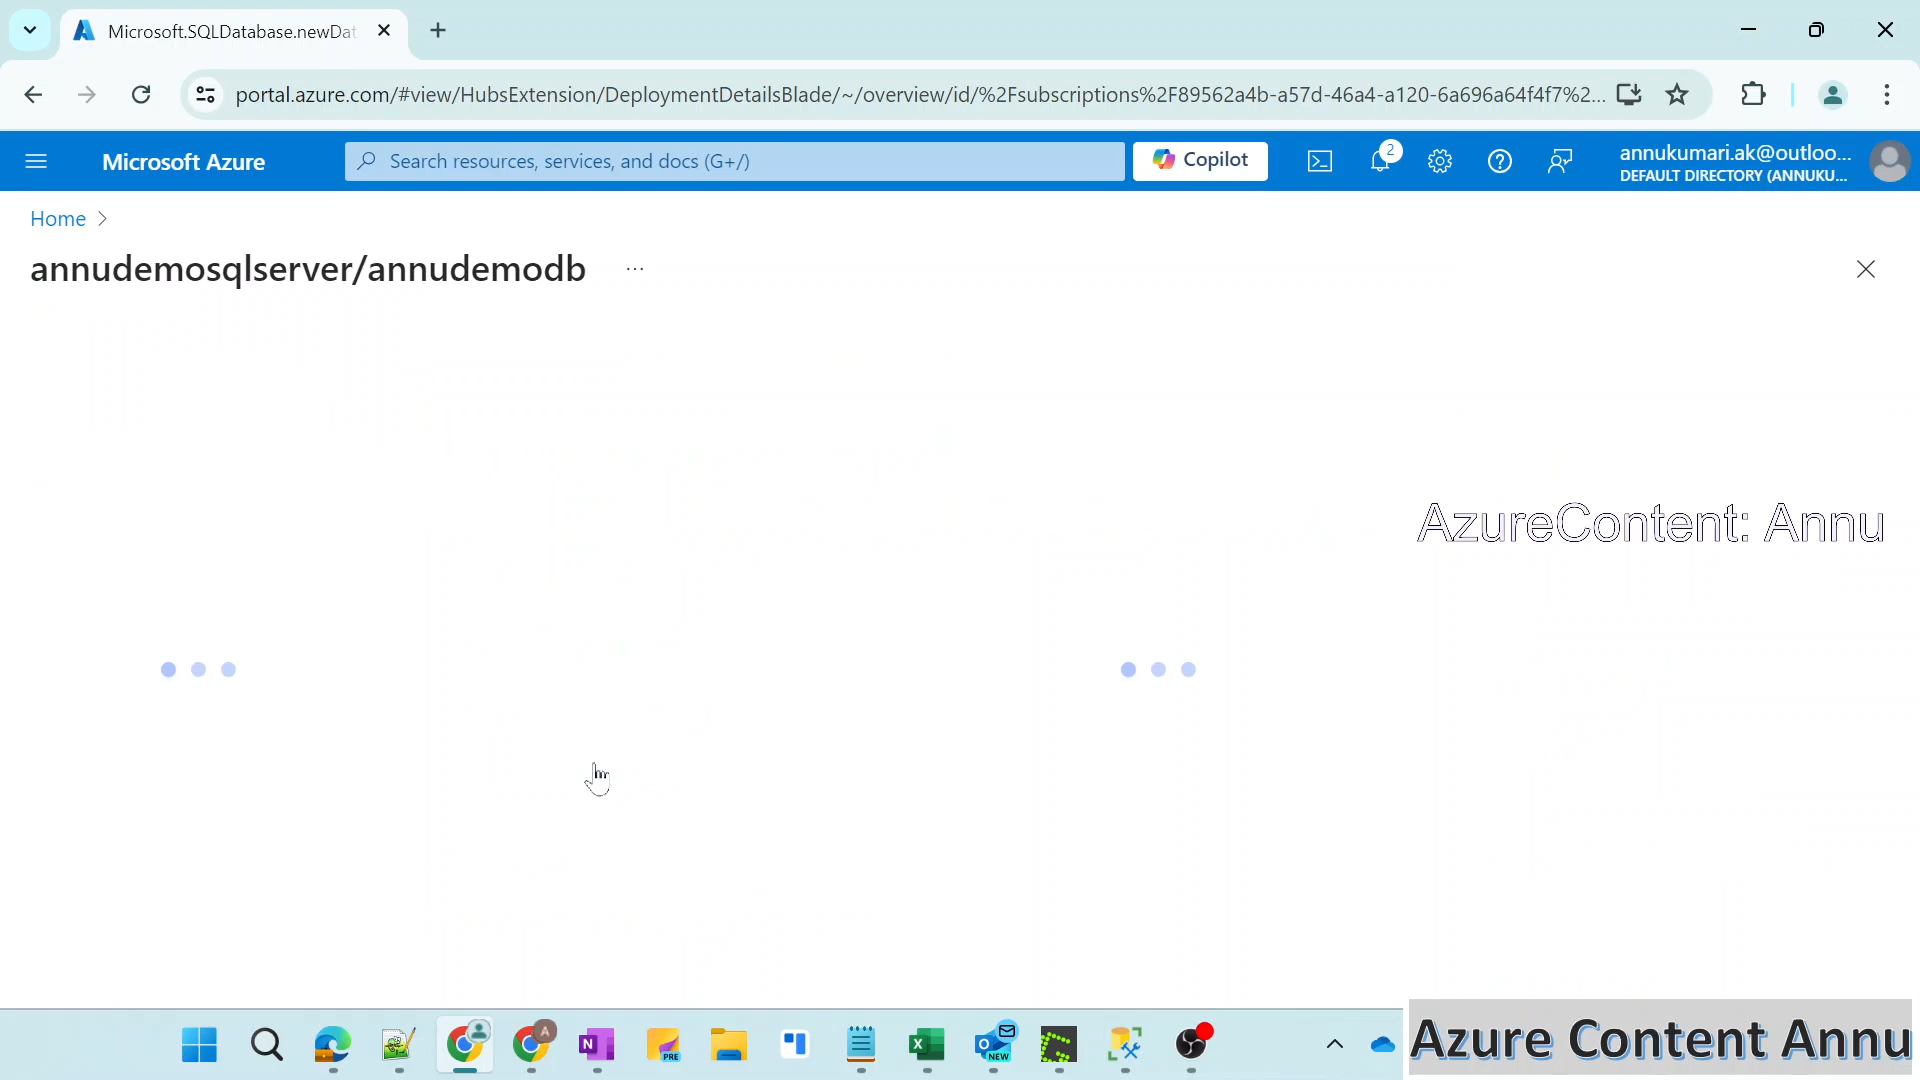 Microsoft.SQLDatabase.newDat
portal.azure.com/#view/HubsExtension/DeploymentDetailsBlade/~/overview/id/%2Fsubscriptions%2F89562a4b-a57d-46a4-a120-6a696a64f4f7%2...
Microsoft Azure
Search resources, services, and docs (G+/)
Copilot
2
annukumari.ak@outloo...
DEFAULT DIRECTORY (ANNUKU...
Home
annudemosqlserver/annudemodb
...
AzureContent: Annu
A
N
PRE
X
O
NEW
Azure Content Annu